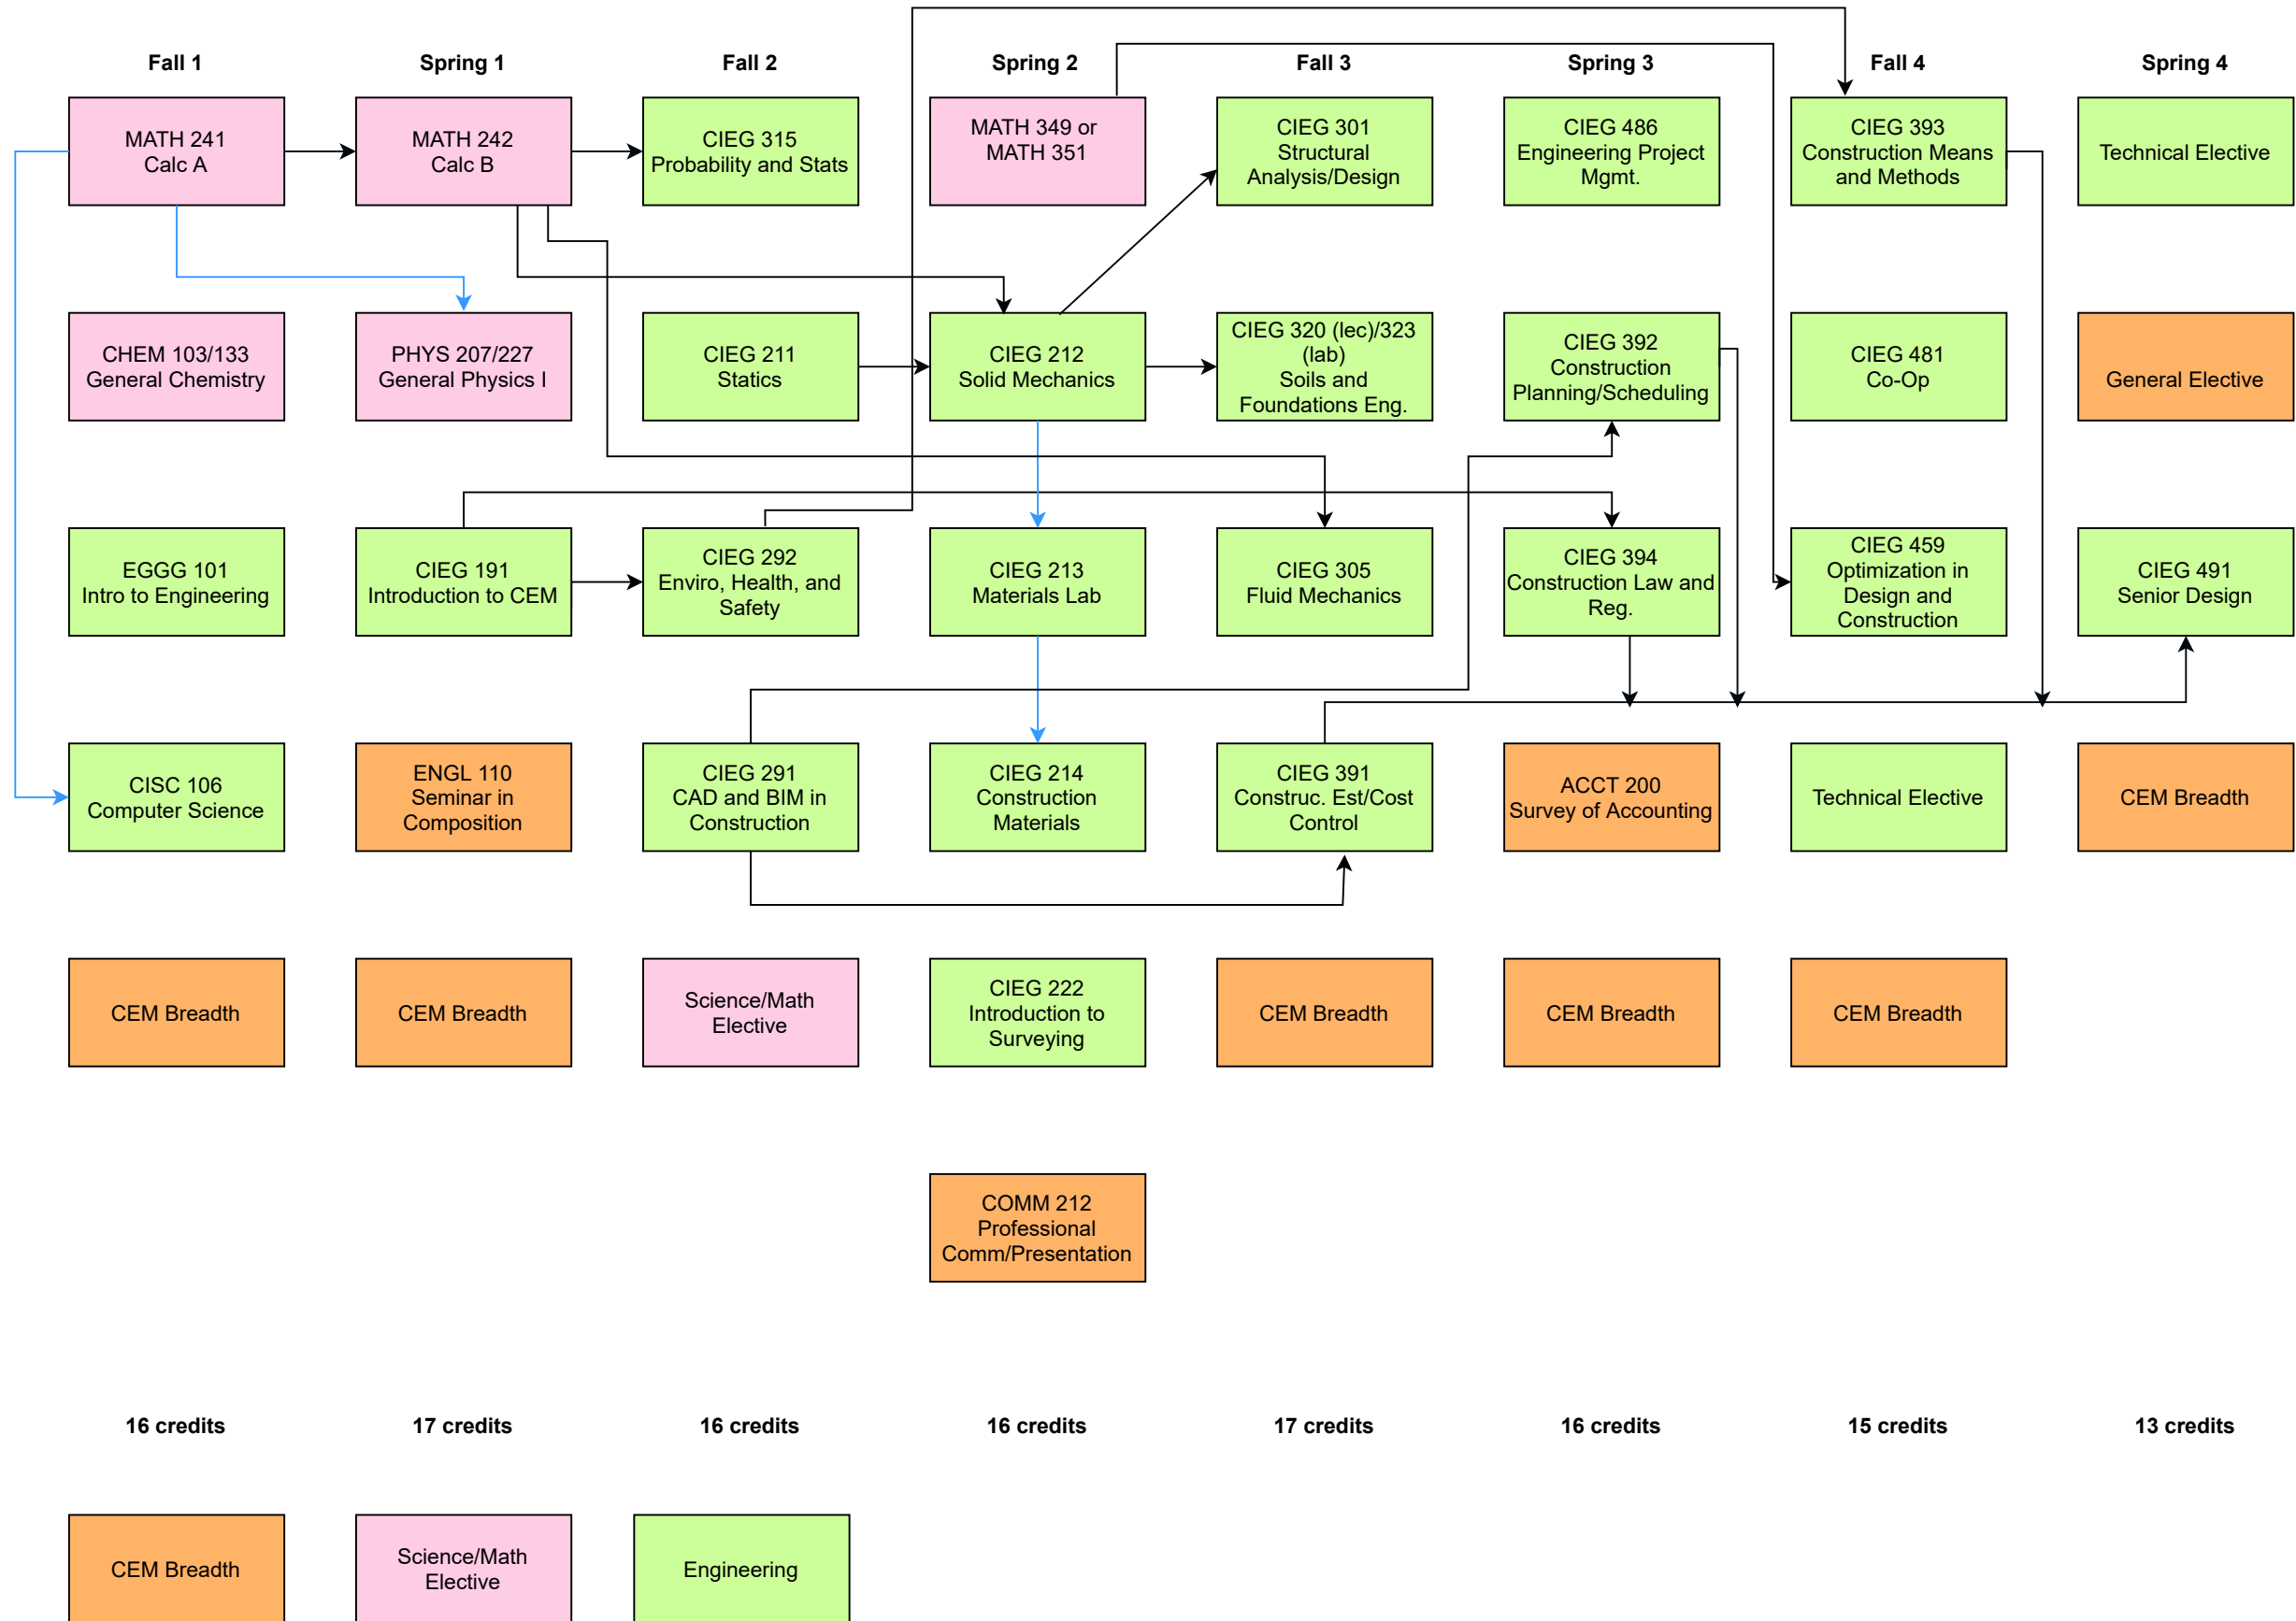 Fall 1
Spring 1
Fall 2
Spring 2
Fall 3
Spring 3
Fall 4
Spring 4
MATH 241
Calc A
MATH 242
Calc B
CIEG 315
Probability and Stats
MATH 349 or
MATH 351
CIEG 301
Structural
Analysis/Design
CIEG 486
Engineering Project
Mgmt.
CIEG 393
Construction Means
and Methods
Technical Elective
CHEM 103/133
General Chemistry
PHYS 207/227
General Physics I
CIEG 211
Statics
CIEG 212
Solid Mechanics
CIEG 320 (lec)/323
(lab)
Soils and
Foundations Eng.
CIEG 392
Construction
Planning/Scheduling
CIEG 481
Co-Op
General Elective
EGGG 101
Intro to Engineering
CIEG 191
Introduction to CEM
CIEG 292
Enviro, Health, and
Safety
CIEG 213
Materials Lab
CIEG 305
Fluid Mechanics
CIEG 394
Construction Law and
Reg.
CIEG 459
Optimization in
Design and
Construction
CIEG 491
Senior Design
CISC 106
Computer Science
ENGL 110
Seminar in
Composition
CIEG 291
CAD and BIM in
Construction
CIEG 214
Construction
Materials
CIEG 391
Construc. Est/Cost
Control
ACCT 200
Survey of Accounting
Technical Elective
CEM Breadth
CEM Breadth
CEM Breadth
Science/Math
Elective
CIEG 222
Introduction to
Surveying
CEM Breadth
CEM Breadth
CEM Breadth
COMM 212
Professional
Comm/Presentation
16 credits
17 credits
16 credits
16 credits
17 credits
16 credits
15 credits
13 credits
CEM Breadth
Science/Math
Elective
Engineering